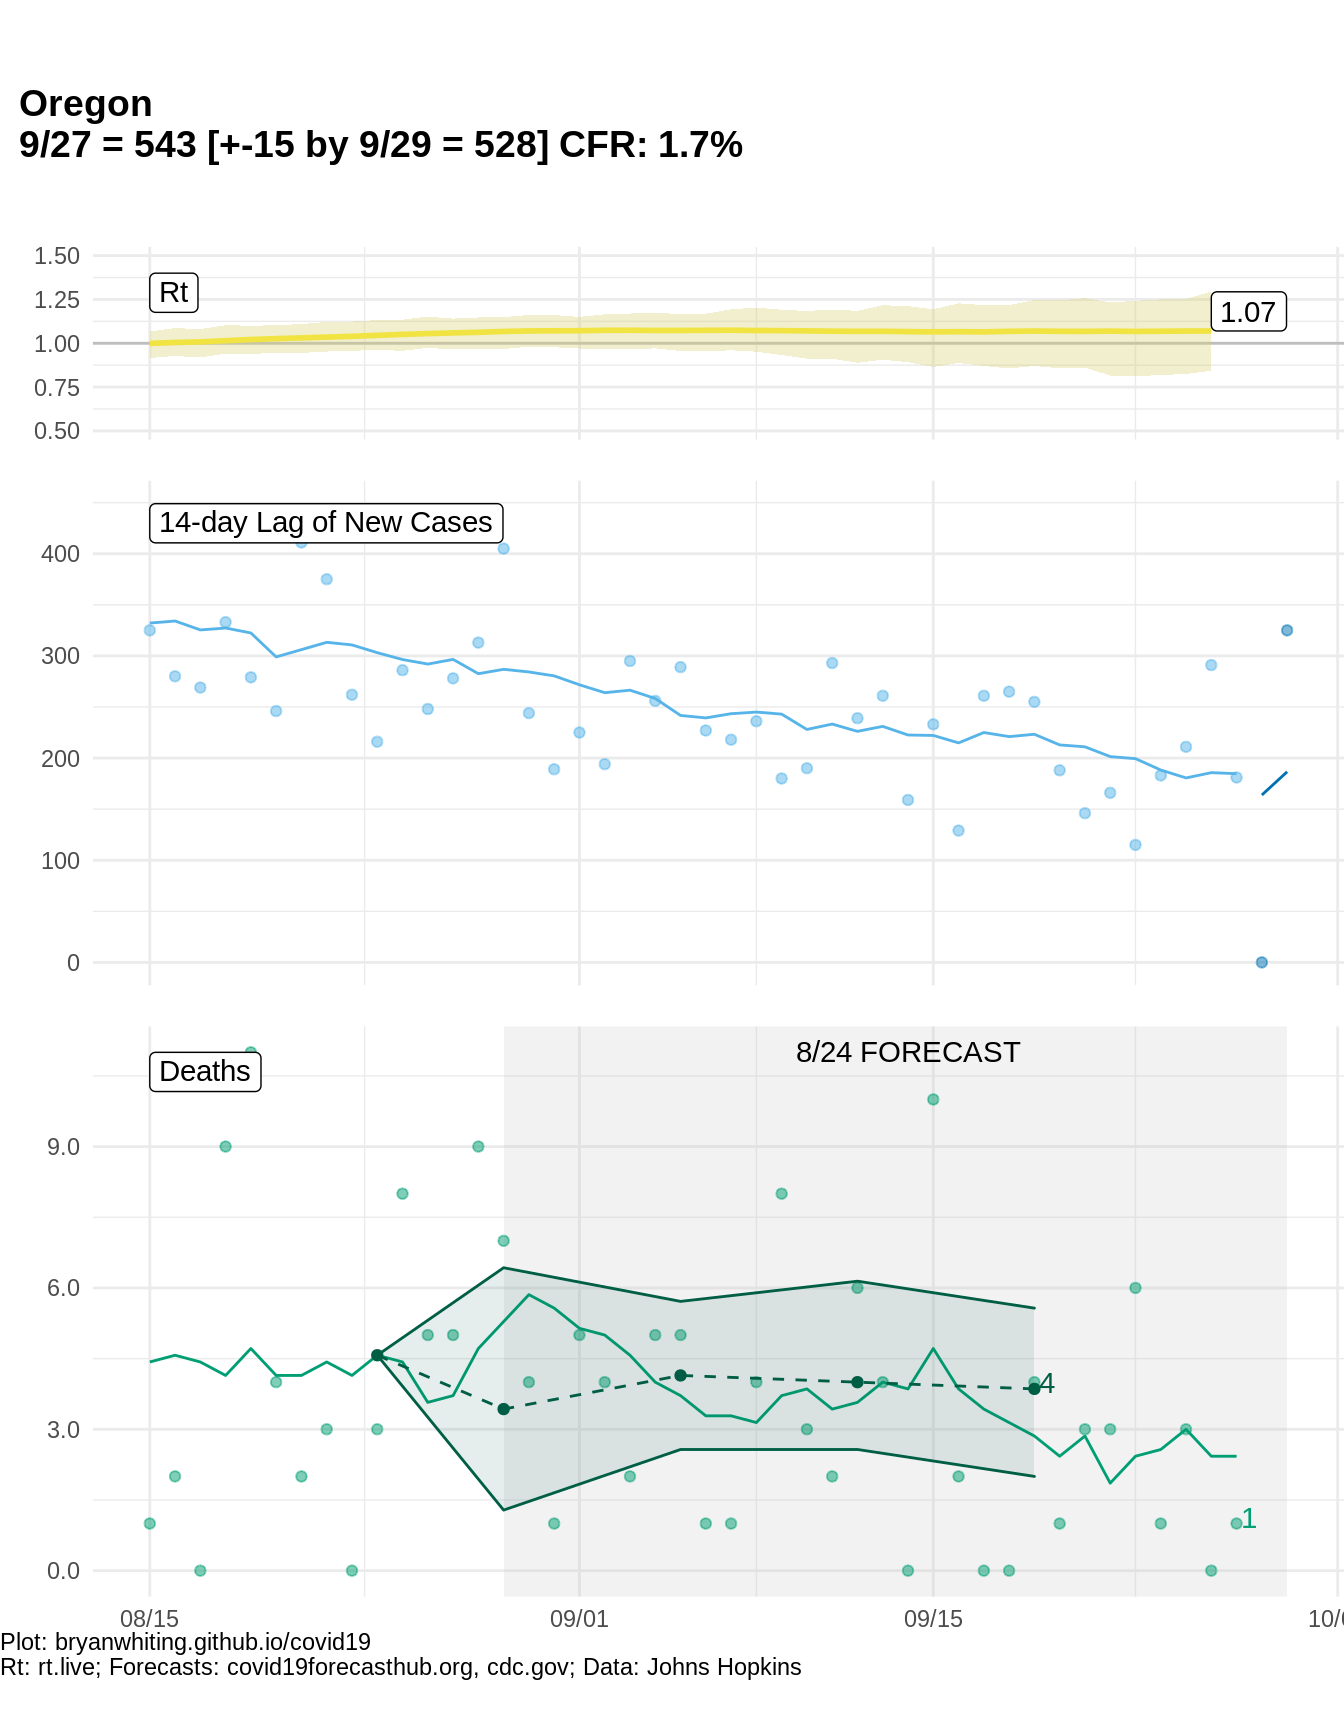 Oregon
9/27 = 543 [+-15 by 9/29 = 528] CFR: 1.7%
1.50
Rt
1.25
1.07
1.00
0.75
0.50
14-day Lag of New Cases
400
300
200
100
0
8/24 FORECAST
Deaths
9.0
6.0
4
3.0
1
0.0
08/15 09/01 09/15 10/0
Plot: bryanwhiting.github.io/covid19
Rt: rt.live; Forecasts: covid19forecasthub.org, cdc.gov; Data: Johns Hopkins